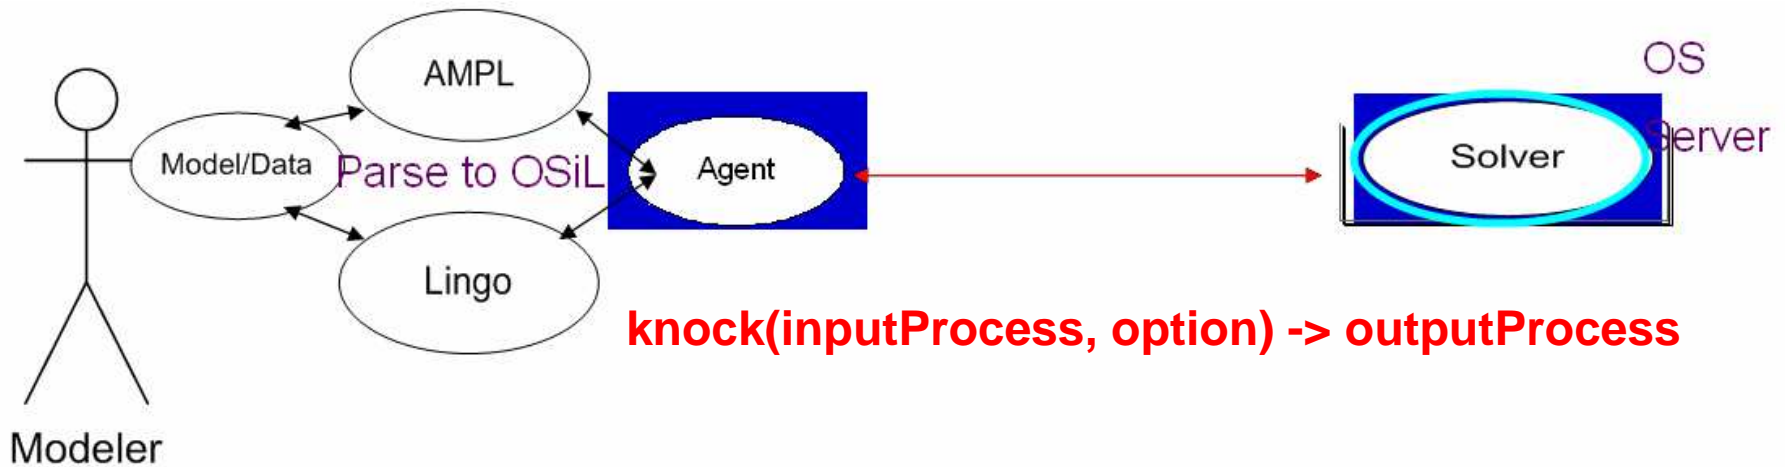 AMPL
Model/Data
Parse to OSiL
Agent
Lingo
Modeler
OS
Server
Solver
knock(inputProcess, option) -> outputProcess